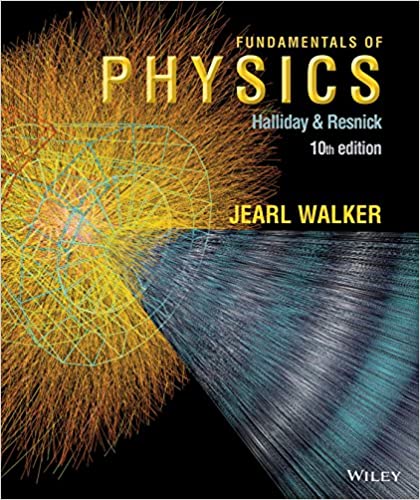 FUNDAMENTALS OF
PHYSICS
Halliday & Resnick
10th edition
JEARL WALKER
WILEY